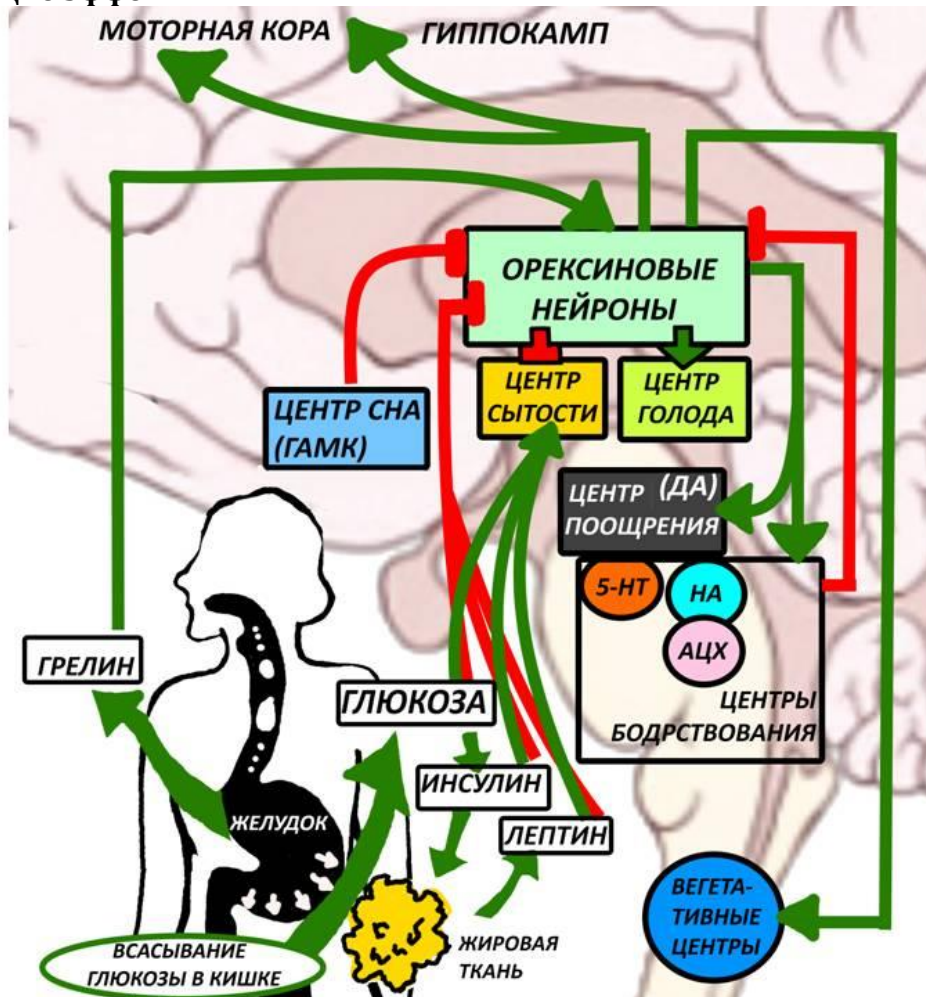 МОТОРНАЯ КОРА
ГИППОКАМП
ОРЕКСИНОВЫЕ
НЕЙРОНЫ
ЦЕНТР СНА
(ГАМК)
ЦЕНТР
СЫТОСТИ
ЦЕНТР
ГОЛОДА
ЦЕНТР (ДА)
ПООЩРЕНИЯ
5-НТ
НА
АЦХ
ЦЕНТРЫ
БОДРСТВОВАНИЯ
ГРЕЛИН
ГЛЮКОЗА
ИНСУЛИН
ЛЕПТИН
ЖЕЛУДОК
ВСАСЫВАНИЕ
ГЛЮКОЗЫ В КИШКЕ
ЖИРОВАЯ
ТКАНЬ
ВЕГЕТА-
ТИВНЫЕ
ЦЕНТРЫ